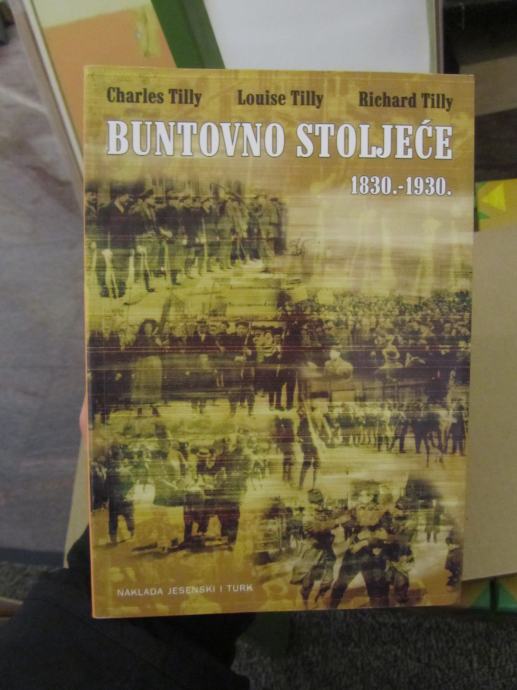 Charles Tilly Louise Tilly Richard Tilly
BUNTOVNO STOLJEĆE
1830.-1930.
NAKLADA JESENSKI I TURK